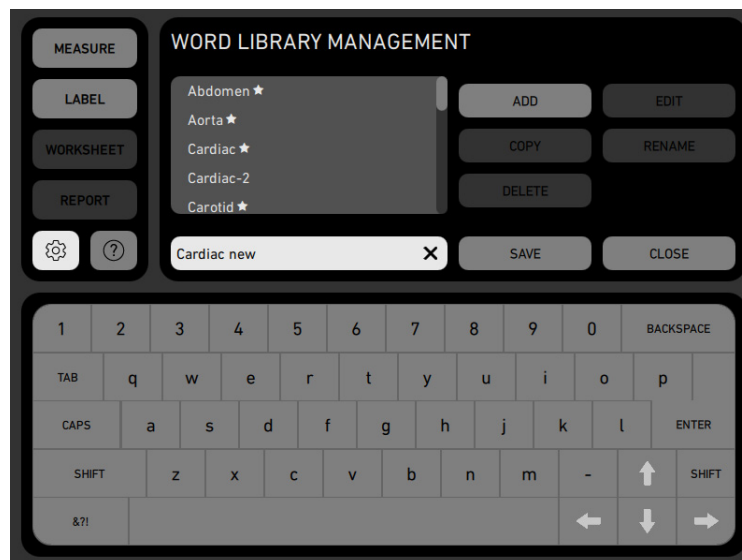 MEASURE
LABEL
WORKSHEET
REPORT
?
WORD LIBRARY MANAGEMENT
Abdomen ★
Aorta ★
Cardiac ★
Cardiac-2
Carotid ★
ADD EDIT
COPY RENAME
DELETE
Cardiac new ✕ SAVE CLOSE
1 2 3 4 5 6 7 8 9 0 BACKSPACE
TAB q w e r t y u i o p
CAPS a s d f g h j k l ENTER
SHIFT z x c v b n m - SHIFT
&?!